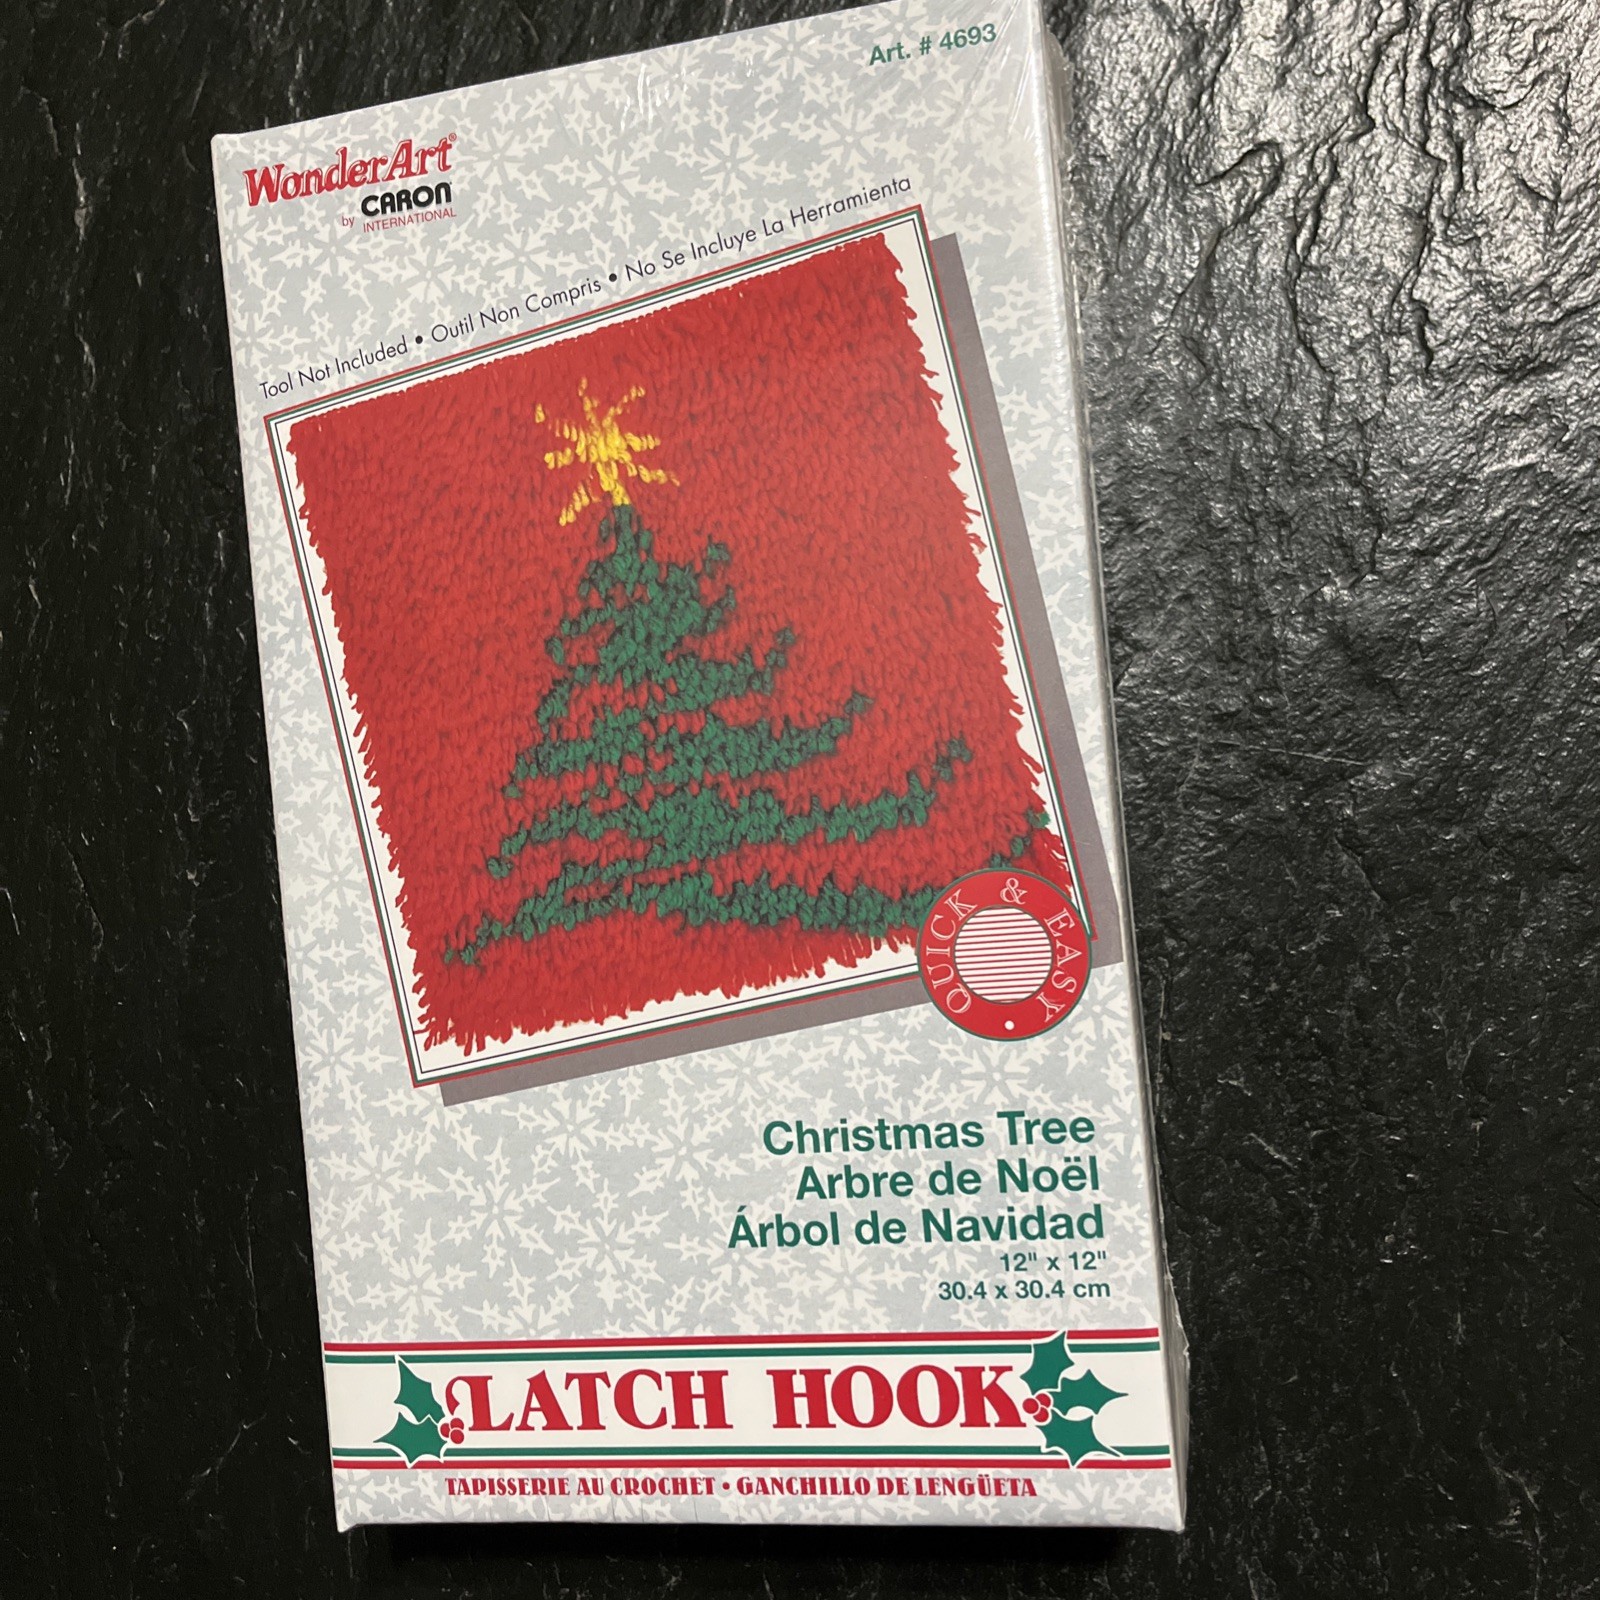 Art. # 4693
WonderArt®
by CARON
INTERNATIONAL
Tool Not Included • Outil Non Compris • No Se Incluye La Herramienta
QUICK & EASY
Christmas Tree
Arbre de Noël
Árbol de Navidad
12" x 12"
30.4 x 30.4 cm
LATCH HOOK
TAPISSERIE AU CROCHET • GANCHILLO DE LENGÜETA